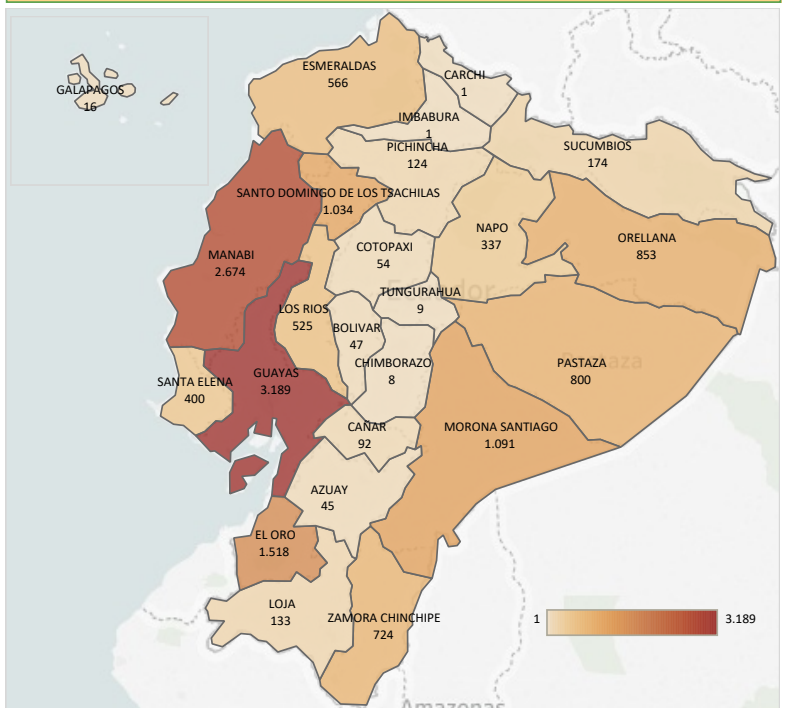 ESMERALDAS
566
CARCHI
1
GALAPAGOS
16
IMBABURA
1
PICHINCHA
124
SUCUMBIOS
174
SANTO DOMINGO DE LOS TSACHILAS
1.034
NAPO
337
ORELLANA
853
MANABI
2.674
COTOPAXI
54
Ecuador
TUNGURAHUA
9
LOS RIOS
525
BOLIVAR
47
CHIMBORAZO
8
Pastaza
PASTAZA
800
SANTA ELENA
400
GUAYAS
3.189
CAÑAR
92
MORONA SANTIAGO
1.091
AZUAY
45
EL ORO
1.518
LOJA
133
ZAMORA CHINCHIPE
724
1
3.189
Amazonas